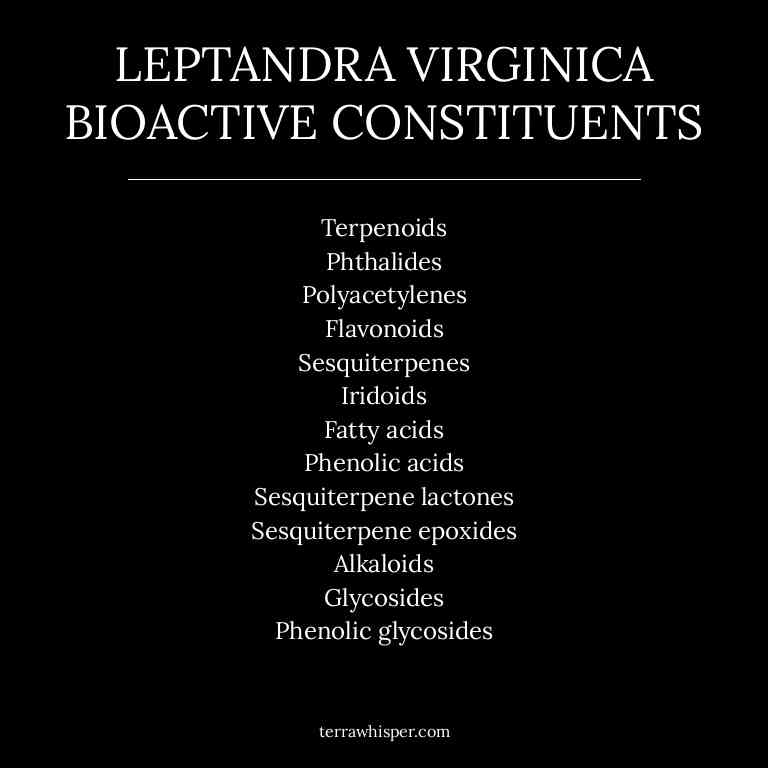 LEPTANDRA VIRGINICA
BIOACTIVE CONSTITUENTS
Terpenoids
Phthalides
Polyacetylenes
Flavonoids
Sesquiterpenes
Iridoids
Fatty acids
Phenolic acids
Sesquiterpene lactones
Sesquiterpene epoxides
Alkaloids
Glycosides
Phenolic glycosides
terrawhisper.com